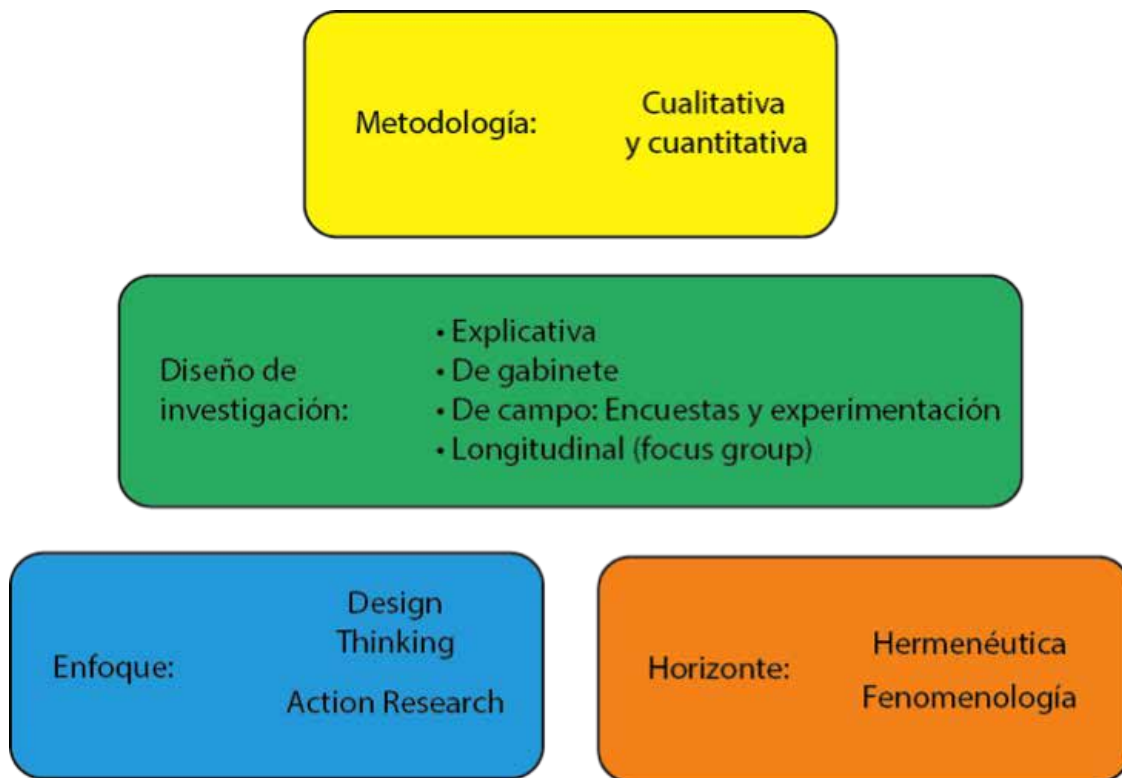 Metodología:
Cualitativa
y cuantitativa
Diseño de
investigación:
• Explicativa
• De gabinete
• De campo: Encuestas y experimentación
• Longitudinal (focus group)
Enfoque:
Design
Thinking
Action Research
Horizonte:
Hermenéutica
Fenomenología